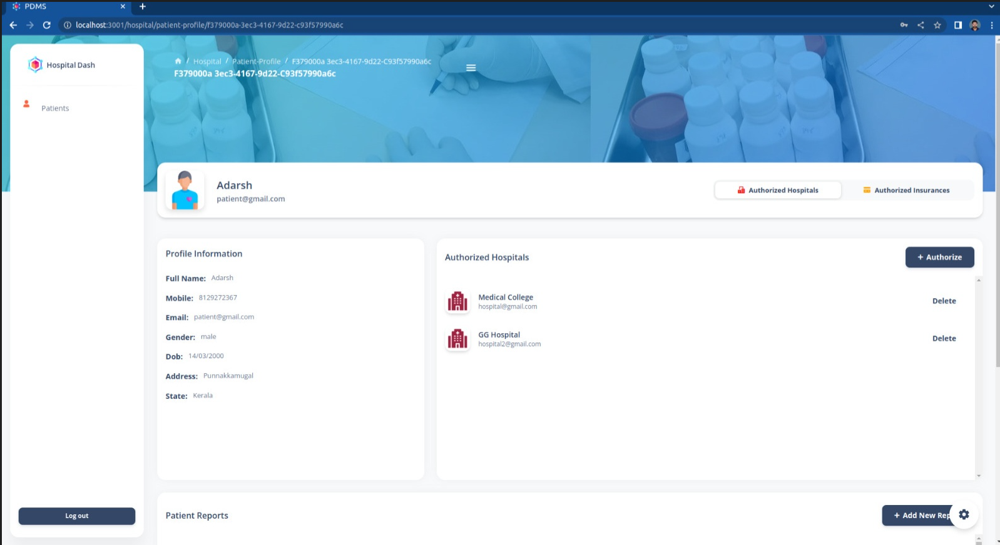 PDMS
localhost:3001/hospital/patient-profile/f379000a-3ec3-4167-9d22-c93f57990a6c
Hospital Dash
Patients
Log out
/ Hospital / Patient-Profile / F379000a 3ec3-4167-9d22-C93f57990a6c
F379000a 3ec3-4167-9d22-C93f57990a6c
Adarsh
patient@gmail.com
Authorized Hospitals
Authorized Insurances
Profile Information
Full Name: Adarsh
Mobile: 8129272367
Email: patient@gmail.com
Gender: male
Dob: 14/03/2000
Address: Punnakkamugal
State: Kerala
Authorized Hospitals
+ Authorize
Medical College
hospital@gmail.com
Delete
GG Hospital
hospital2@gmail.com
Delete
Patient Reports
+ Add New Rep